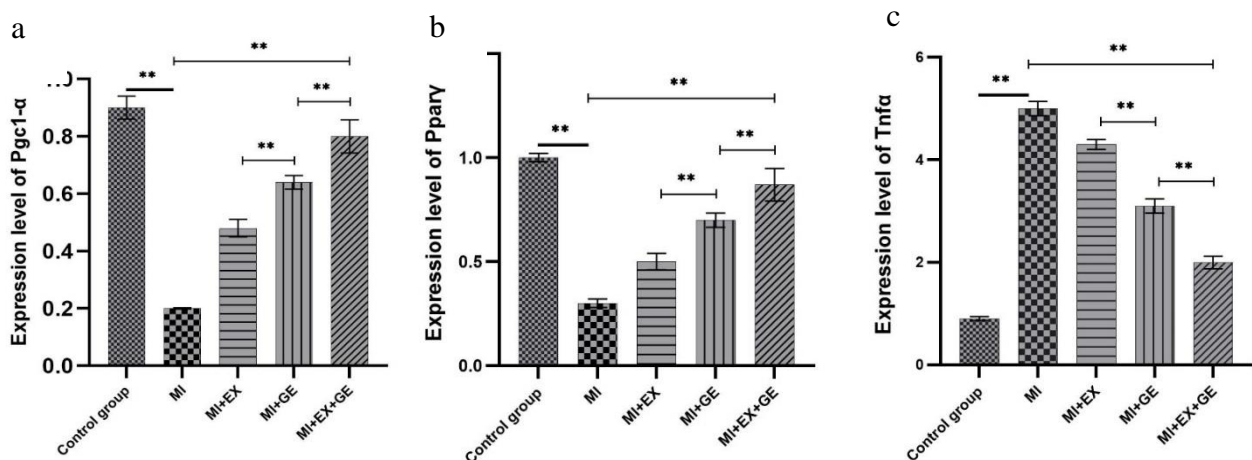 a
Expression level of Pgc1-α
0.8
0.6
0.4
0.2
0.0
**
**
**
**
Control group
MI
MI+EX
MI+GE
MI+EX+GE
b
Expression level of Pparγ
1.0
0.5
0.0
**
**
**
**
Control group
MI
MI+EX
MI+GE
MI+EX+GE
c
Expression level of Tnfα
6
4
2
0
**
**
**
**
Control group
MI
MI+EX
MI+GE
MI+EX+GE